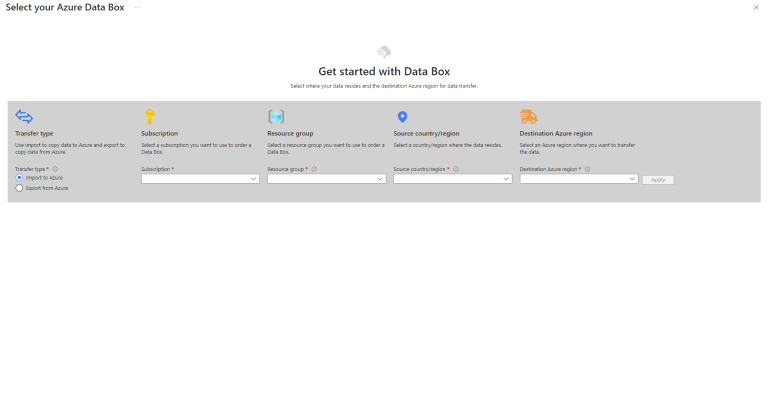 Select your Azure Data Box ...
Get started with Data Box
Select where your data resides and the destination Azure region for data transfer.
Transfer type
Use import to copy data to Azure and export to
copy data from Azure.
Transfer type *
Import to Azure
Export from Azure
Subscription
Select a subscription you want to use to order a
Data Box.
Subscription *
Resource group
Select a resource group you want to use to order a
Data Box.
Resource group *
Source country/region
Select a country/region where the data resides.
Source country/region *
Destination Azure region
Select an Azure region where you want to transfer
the data.
Destination Azure region *
Apply